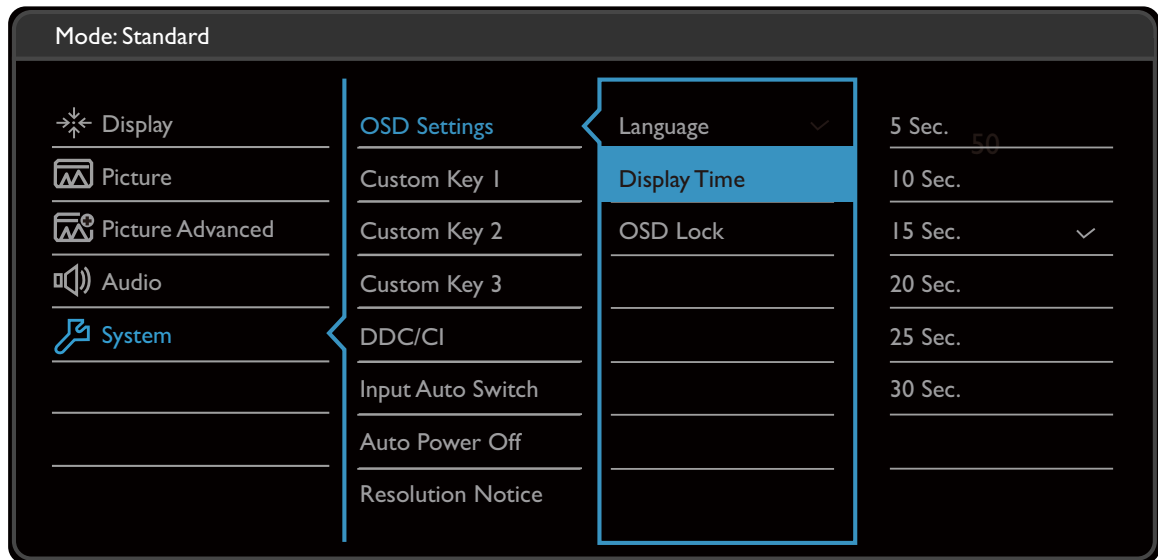 Mode: Standard
Display
Picture
Picture Advanced
Audio
System
OSD Settings
Custom Key 1
Custom Key 2
Custom Key 3
DDC/CI
Input Auto Switch
Auto Power Off
Resolution Notice
Language
Display Time
OSD Lock
5 Sec.
50
10 Sec.
15 Sec.
20 Sec.
25 Sec.
30 Sec.